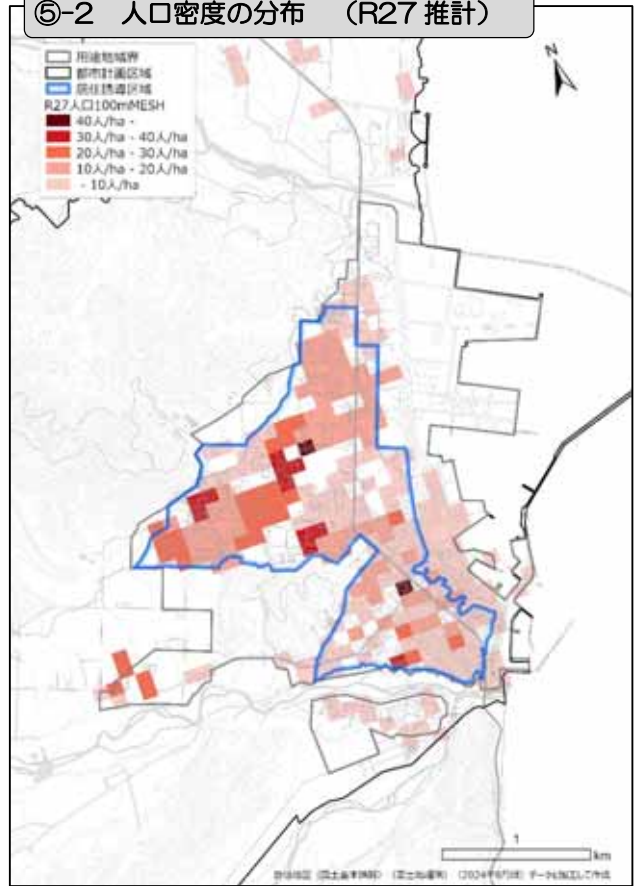 ⑤-2 人口密度の分布 (R27 推計)
N
用途地域界
都市計画区域
居住誘導区域
R27人口100mMESH
40人/ha -
30人/ha - 40人/ha
20人/ha - 30人/ha
10人/ha - 20人/ha
- 10人/ha
1
km